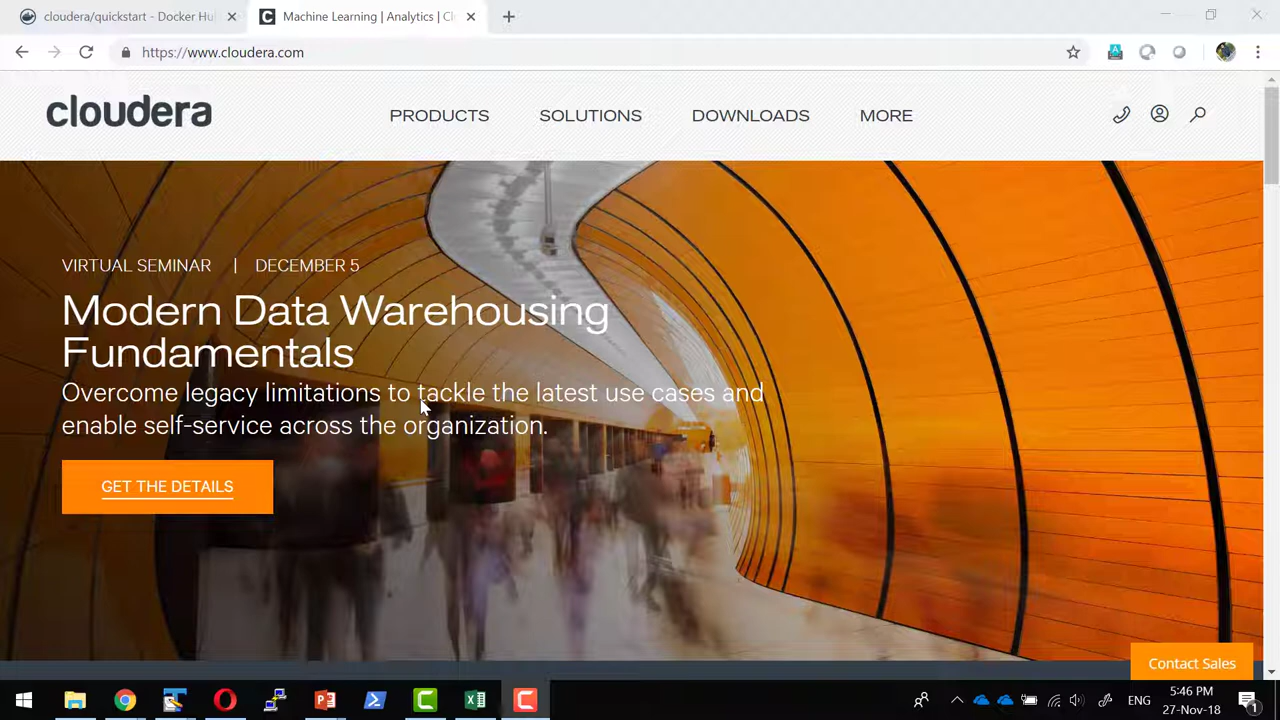 cloudera/quickstart - Docker Hu
Machine Learning | Analytics | Cl
https://www.cloudera.com
cloudera
PRODUCTS
SOLUTIONS
DOWNLOADS
MORE
VIRTUAL SEMINAR | DECEMBER 5
Modern Data Warehousing
Fundamentals
Overcome legacy limitations to tackle the latest use cases and
enable self-service across the organization.
GET THE DETAILS
Contact Sales
ENG
5:46 PM
27-Nov-18
1